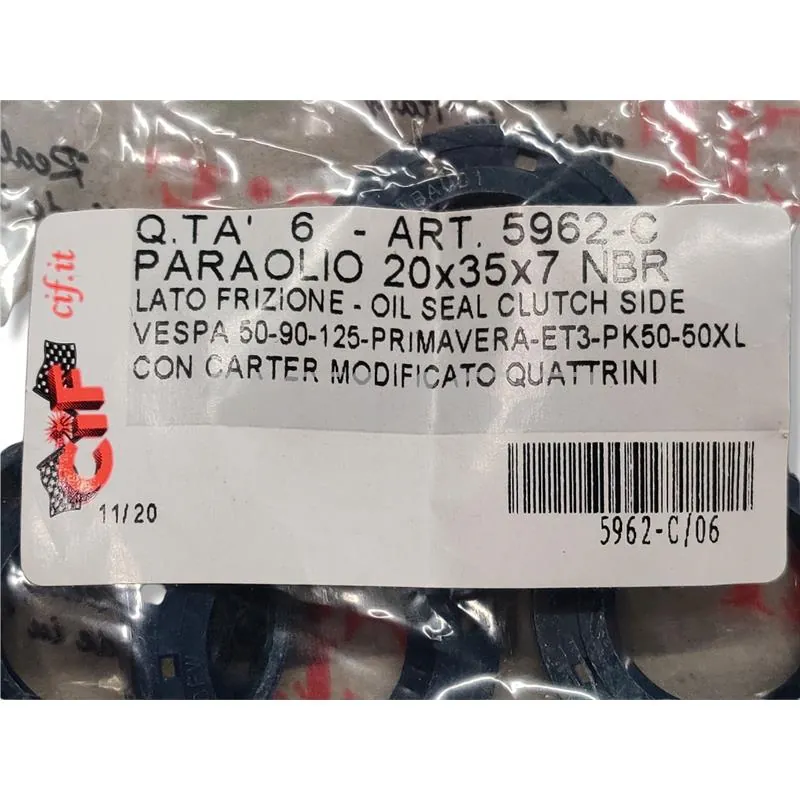 Real
Q.TA' 6 - ART. 5962-C
PARAOLIO 20x35x7 NBR
LATO FRIZIONE - OIL SEAL CLUTCH SIDE
VESPA 50-90-125-PRIMAVERA-ET3-PK50-50XL
CON CARTER MODIFICATO QUATTRINI
cif.it
CiF
11/20
5962-C/06